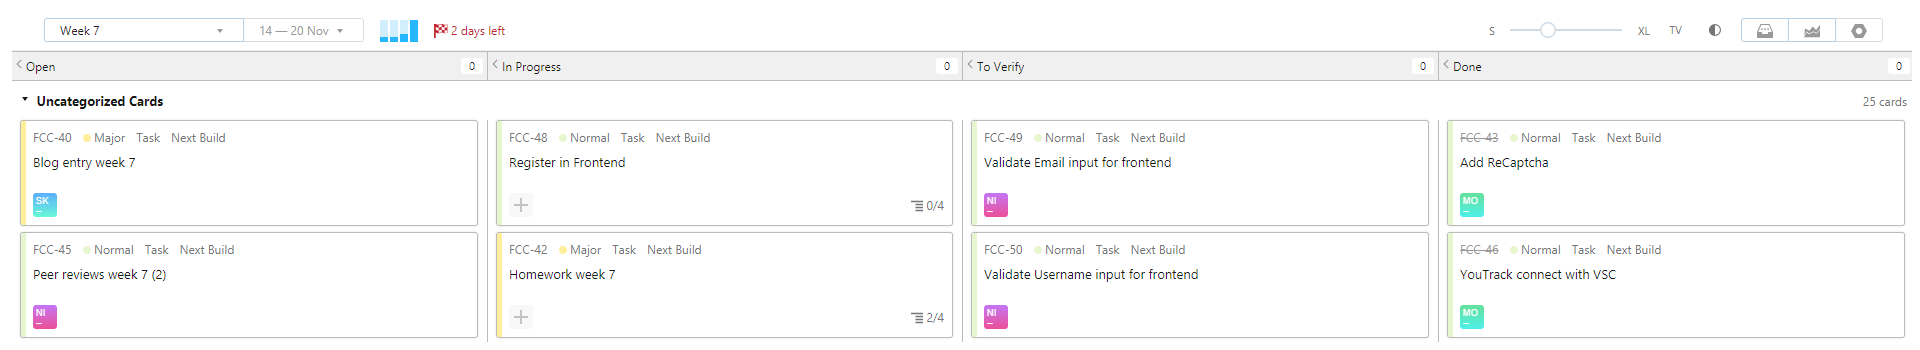 Week 7
14 — 20 Nov
2 days left
S
XL
TV
Open 0
In Progress 0
To Verify 0
Done 0
Uncategorized Cards
25 cards
FCC-40 Major Task Next Build
Blog entry week 7
SK
FCC-48 Normal Task Next Build
Register in Frontend
0/4
FCC-49 Normal Task Next Build
Validate Email input for frontend
NI
FCC-43 Normal Task Next Build
Add ReCaptcha
MO
FCC-45 Normal Task Next Build
Peer reviews week 7 (2)
NI
FCC-42 Major Task Next Build
Homework week 7
2/4
FCC-50 Normal Task Next Build
Validate Username input for frontend
NI
FCC-46 Normal Task Next Build
YouTrack connect with VSC
MO